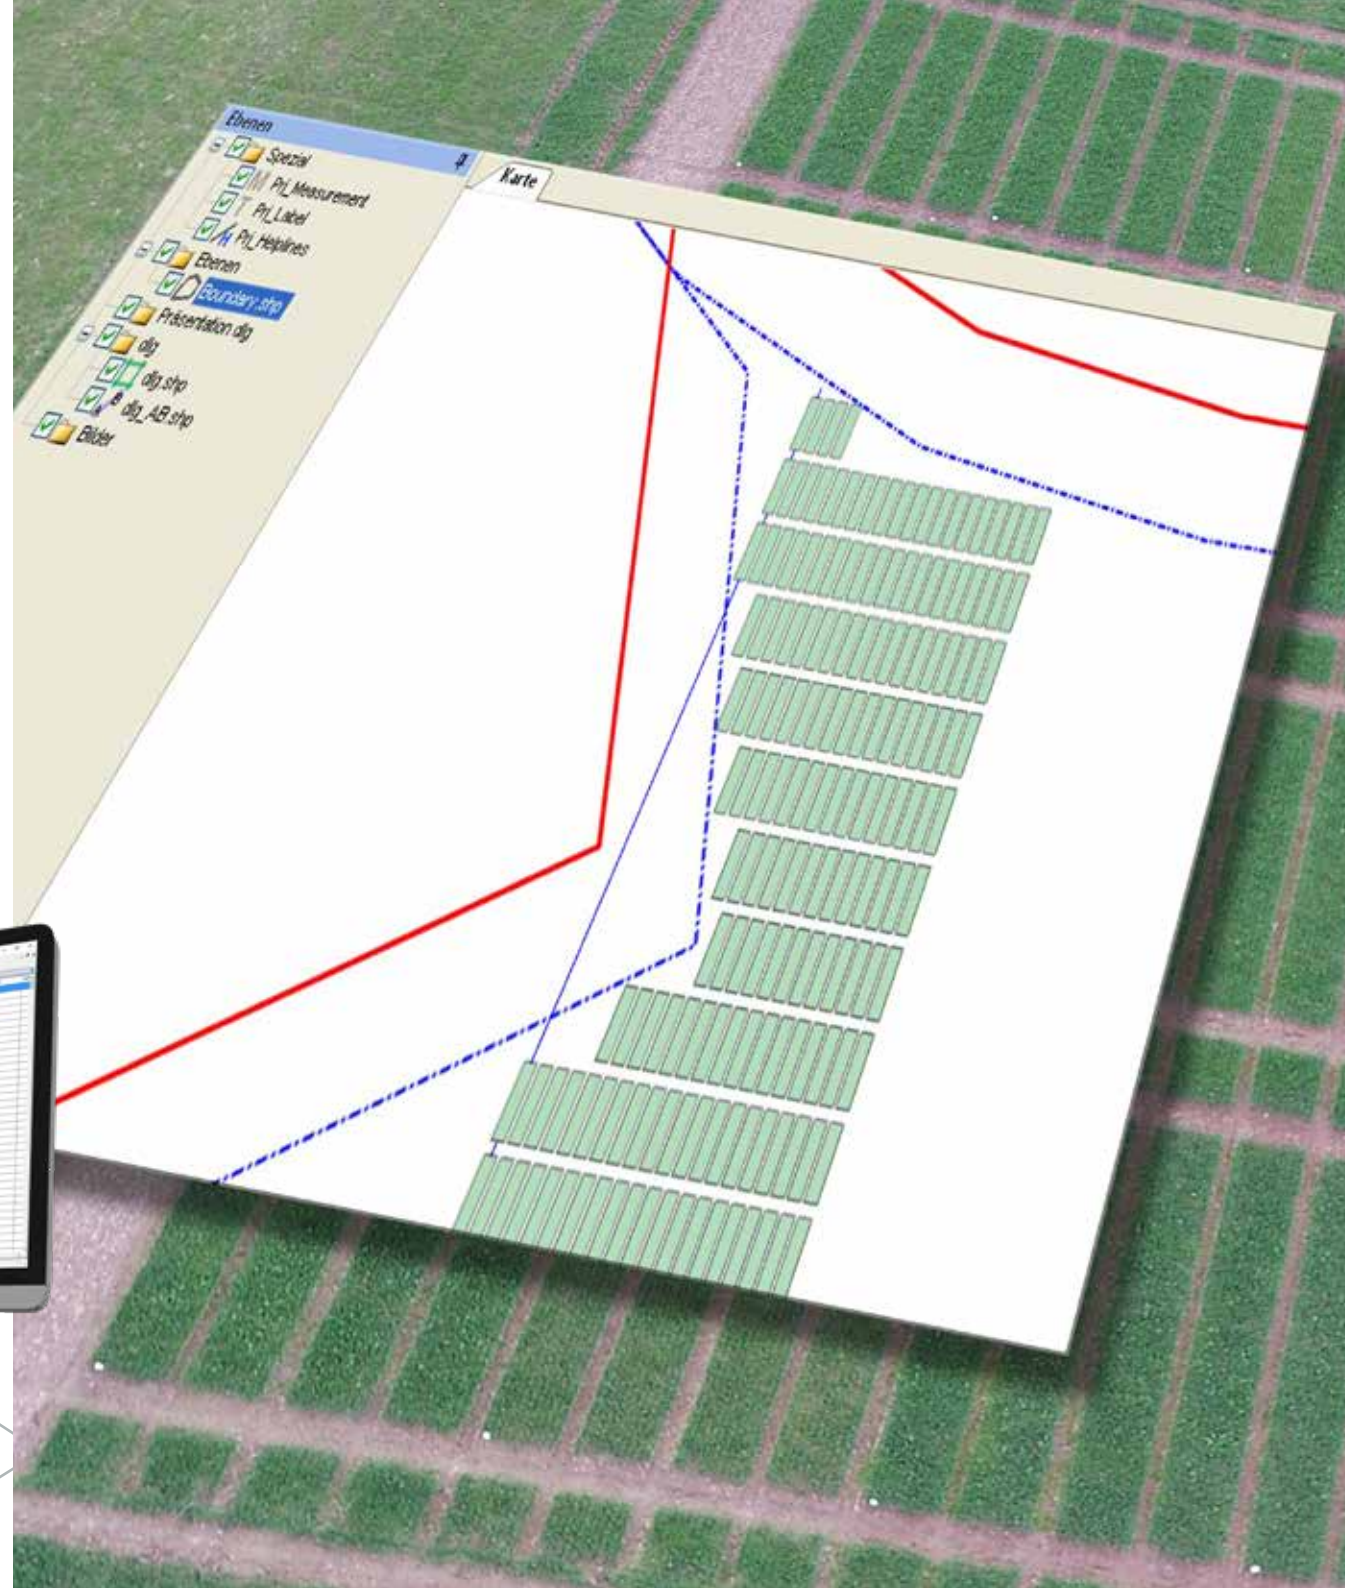 Ebenen
Spezial
Prj_Measurement
Prj_Label
Prj_Helplines
Ebenen
Boundary.shp
Präsentation dlg
dlg
dlg.shp
dlg_AB.shp
Bilder
Karte